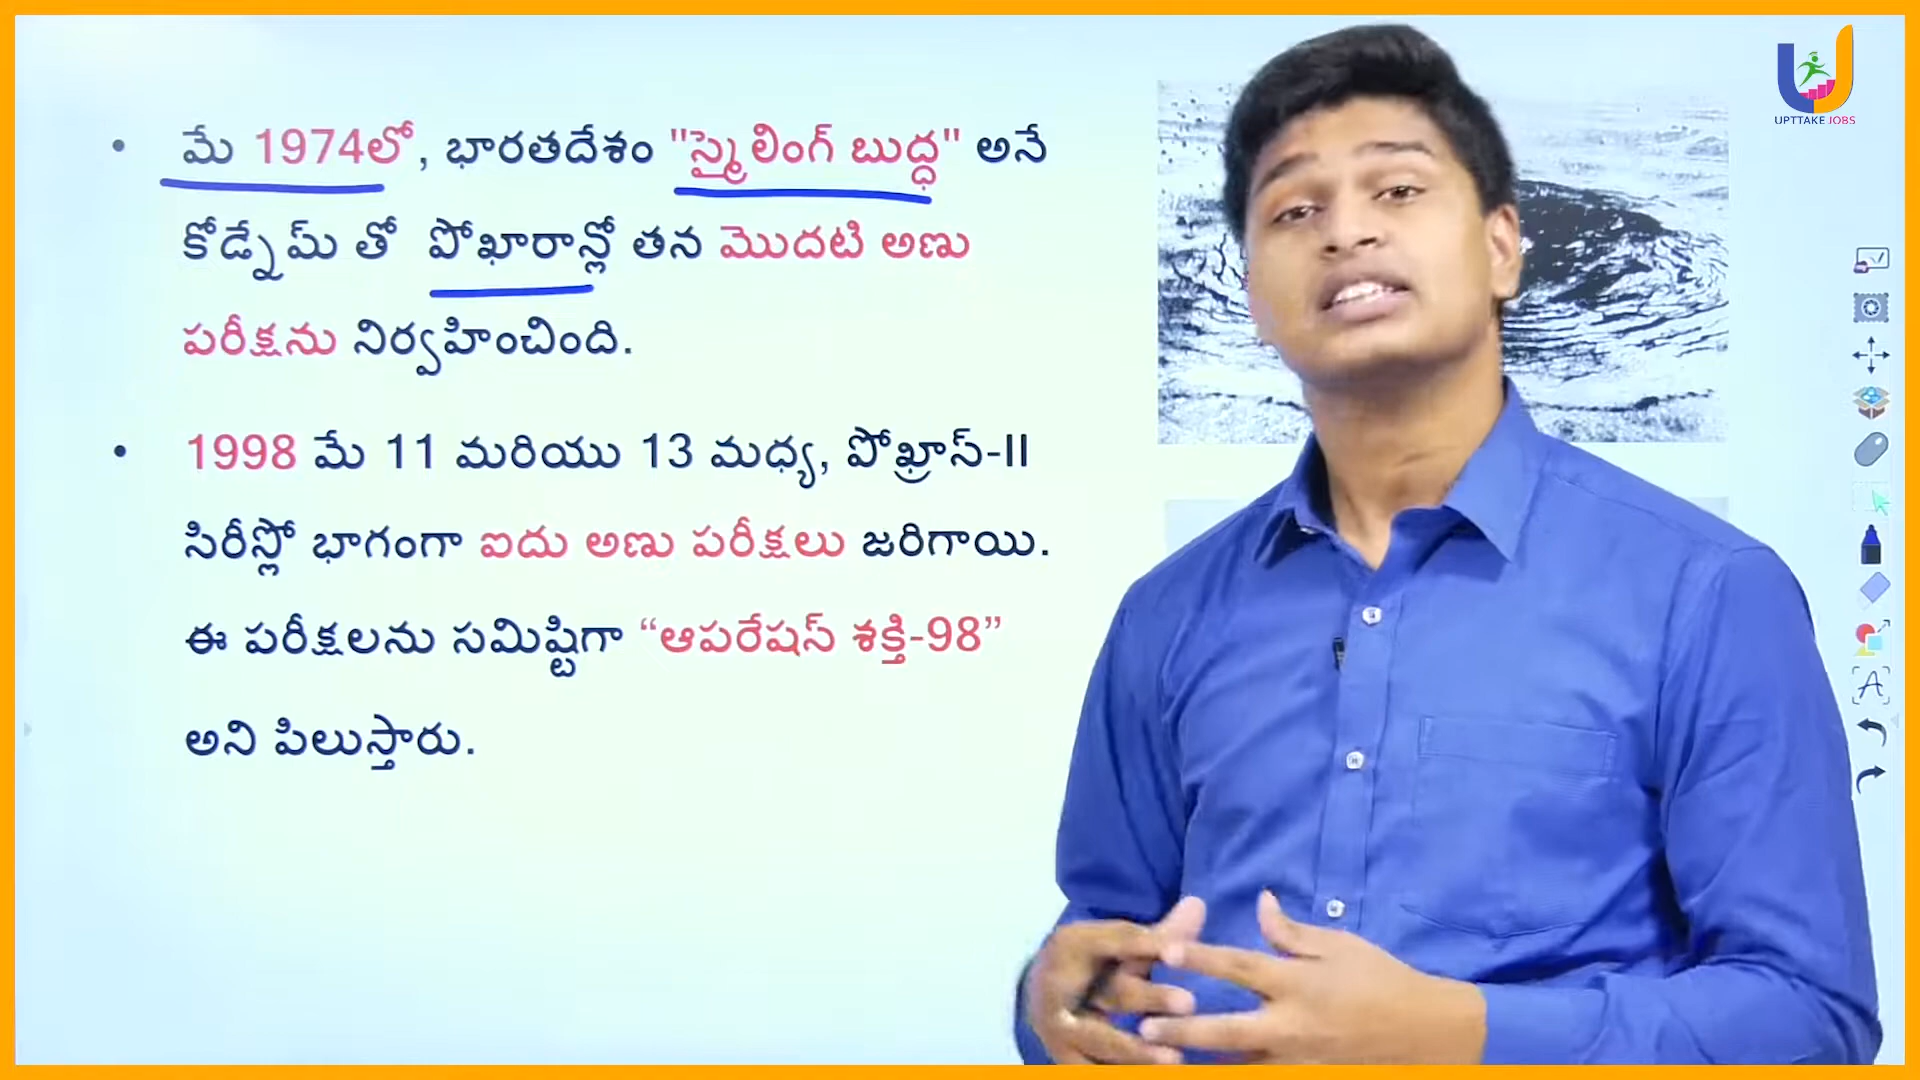 • మే 1974లో, భారతదేశం "స్మైలింగ్ బుద్ధ" అనే
కోడ్నేమ్ తో పోఖారాన్లో తన మొదటి అణు
పరీక్షను నిర్వహించింది.
• 1998 మే 11 మరియు 13 మధ్య, పోఖ్రాస్-II
సిరీస్లో భాగంగా ఐదు అణు పరీక్షలు జరిగాయి.
ఈ పరీక్షలను సమిష్టిగా “ఆపరేషస్ శక్తి-98”
అని పిలుస్తారు.
UPTTAKE JOBS